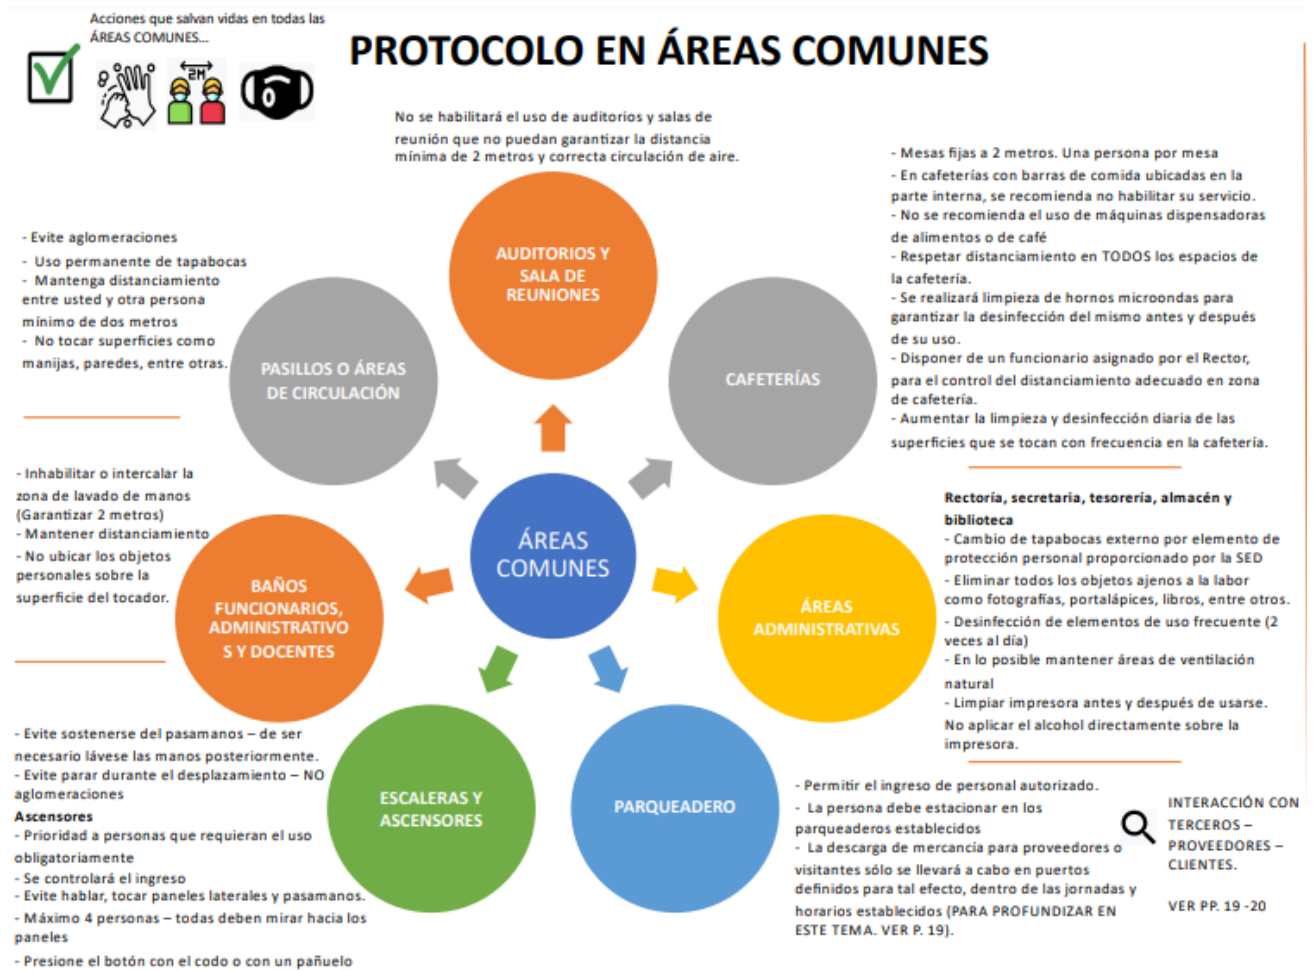 Acciones que salvan vidas en todas las
ÁREAS COMUNES...
2M
PROTOCOLO EN ÁREAS COMUNES
No se habilitará el uso de auditorios y salas de
reunión que no puedan garantizar la distancia
mínima de 2 metros y correcta circulación de aire.
AUDITORIOS Y
SALA DE
REUNIONES
- Mesas fijas a 2 metros. Una persona por mesa
- En cafeterías con barras de comida ubicadas en la
parte interna, se recomienda no habilitar su servicio.
- No se recomienda el uso de máquinas dispensadoras
de alimentos o de café
- Respetar distanciamiento en TODOS los espacios de
la cafetería.
- Se realizará limpieza de hornos microondas para
garantizar la desinfección del mismo antes y después
de su uso.
- Disponer de un funcionario asignado por el Rector,
para el control del distanciamiento adecuado en zona
de cafetería.
- Aumentar la limpieza y desinfección diaria de las
superficies que se tocan con frecuencia en la cafetería.
CAFETERÍAS
- Evite aglomeraciones
- Uso permanente de tapabocas
- Mantenga distanciamiento
entre usted y otra persona
mínimo de dos metros
- No tocar superficies como
manijas, paredes, entre otras.
PASILLOS O ÁREAS
DE CIRCULACIÓN
ÁREAS
COMUNES
- Inhabilitar o intercalar la
zona de lavado de manos
(Garantizar 2 metros)
- Mantener distanciamiento
- No ubicar los objetos
personales sobre la
superficie del tocador.
BAÑOS
FUNCIONARIOS,
ADMINISTRATIVO
S Y DOCENTES
Rectoría, secretaria, tesorería, almacén y
biblioteca
- Cambio de tapabocas externo por elemento de
protección personal proporcionado por la SED
- Eliminar todos los objetos ajenos a la labor
como fotografías, portalápices, libros, entre otros.
- Desinfección de elementos de uso frecuente (2
veces al día)
- En lo posible mantener áreas de ventilación
natural
- Limpiar impresora antes y después de usarse.
No aplicar el alcohol directamente sobre la
impresora.
ÁREAS
ADMINISTRATIVAS
- Evite sostenerse del pasamanos – de ser
necesario lávese las manos posteriormente.
- Evite parar durante el desplazamiento – NO
aglomeraciones
Ascensores
- Prioridad a personas que requieran el uso
obligatoriamente
- Se controlará el ingreso
- Evite hablar, tocar paneles laterales y pasamanos.
- Máximo 4 personas – todas deben mirar hacia los
paneles
- Presione el botón con el codo o con un pañuelo
ESCALERAS Y
ASCENSORES
PARQUEADERO
- Permitir el ingreso de personal autorizado.
- La persona debe estacionar en los
parqueaderos establecidos
- La descarga de mercancía para proveedores o
visitantes sólo se llevará a cabo en puertos
definidos para tal efecto, dentro de las jornadas y
horarios establecidos (PARA PROFUNDIZAR EN
ESTE TEMA. VER P. 19).
INTERACCIÓN CON
TERCEROS –
PROVEEDORES –
CLIENTES.
VER PP. 19 -20